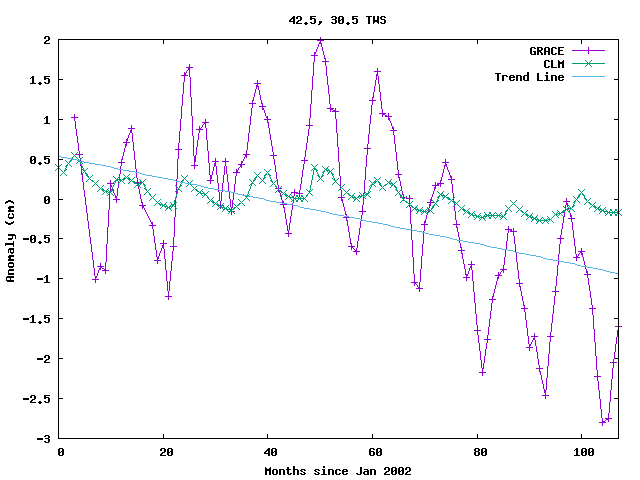 42.5, 30.5 TWS
GRACE
CLM
Trend Line
2
1.5
1
0.5
0
-0.5
-1
-1.5
-2
-2.5
-3
Anomaly (cm)
0 20 40 60 80 100
Months since Jan 2002